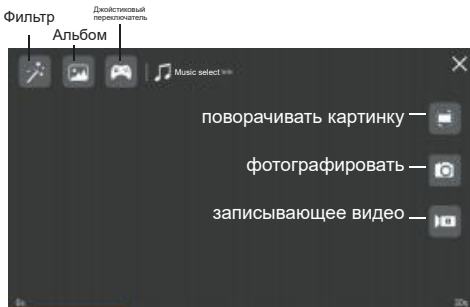 Фильтр
Джойстиковый
переключатель
Альбом
Music select
поворачивать картинку
фотографировать
записывающее видео